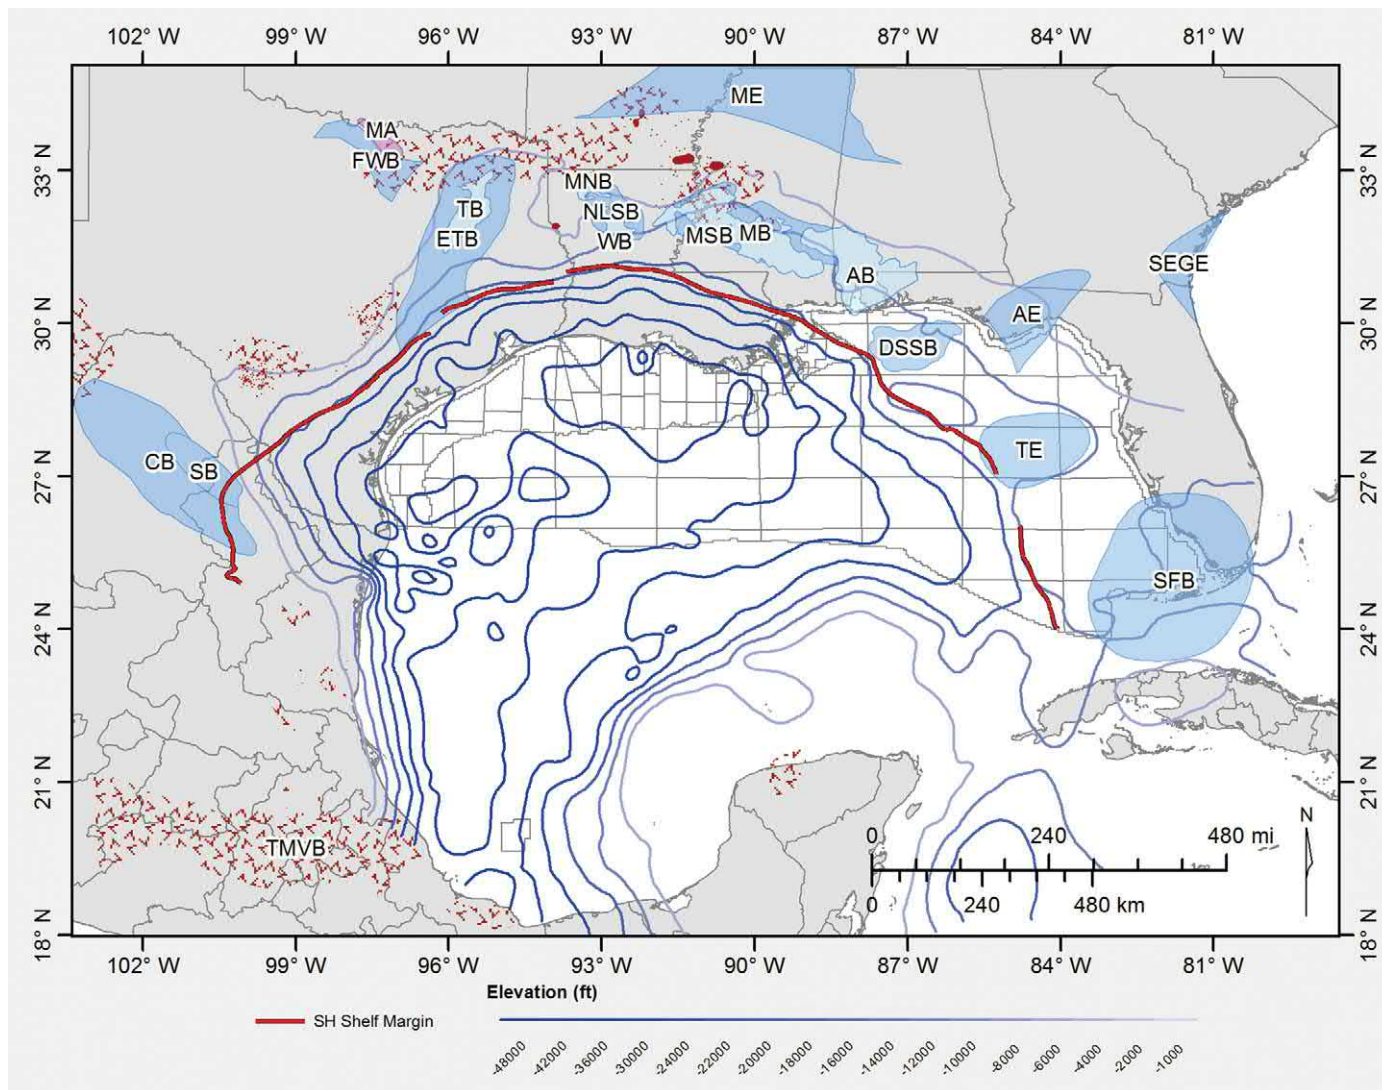 102° W 99° W 96° W 93° W 90° W 87° W 84° W 81° W
ME
MA
33° N 33° N
FWB
MNB
TB NLSB
ETB WB MSB MB
SEGE
AB
30° N AE 30° N
DSSB
CB SB TE
27° N 27° N
SFB
24° N 24° N
21° N 21° N
N
TMVB
0 240 480 mi
0 240 480 km
18° N 18° N
102° W 99° W 96° W 93° W 90° W 87° W 84° W 81° W
Elevation (ft)
SH Shelf Margin
-48000 -42000 -36000 -30000 -24000 -22000 -20000 -18000 -16000 -14000 -12000 -10000 -8000 -6000 -4000 -2000 -1000